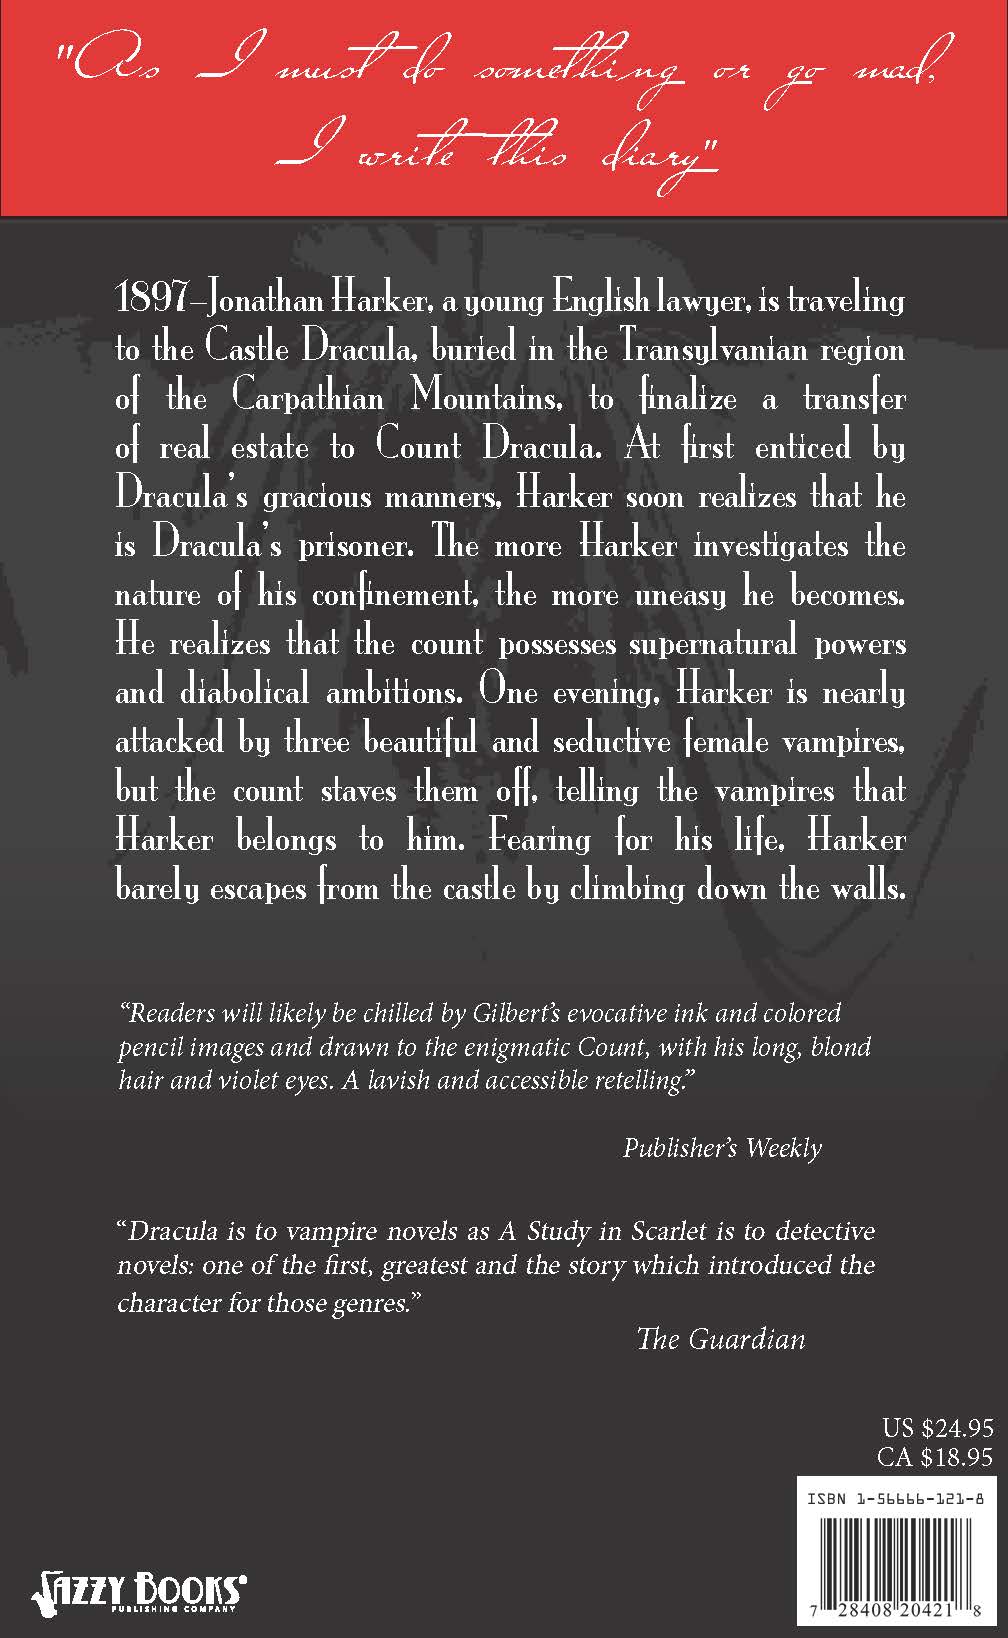 "As I must do something or go mad,
I write this diary"
1897–Jonathan Harker, a young English lawyer, is traveling
to the Castle Dracula, buried in the Transylvanian region
of the Carpathian Mountains, to finalize a transfer
of real estate to Count Dracula. At first enticed by
Dracula’s gracious manners, Harker soon realizes that he
is Dracula’s prisoner. The more Harker investigates the
nature of his confinement, the more uneasy he becomes.
He realizes that the count possesses supernatural powers
and diabolical ambitions. One evening, Harker is nearly
attacked by three beautiful and seductive female vampires,
but the count staves them off, telling the vampires that
Harker belongs to him. Fearing for his life, Harker
barely escapes from the castle by climbing down the walls.
“Readers will likely be chilled by Gilbert’s evocative ink and colored
pencil images and drawn to the enigmatic Count, with his long, blond
hair and violet eyes. A lavish and accessible retelling.”
Publisher’s Weekly
“Dracula is to vampire novels as A Study in Scarlet is to detective
novels: one of the first, greatest and the story which introduced the
character for those genres.”
The Guardian
US $24.95
CA $18.95
ISBN 1-56666-121-8
7 28408 20421 8
JAZZY BOOKS®
PUBLISHING COMPANY